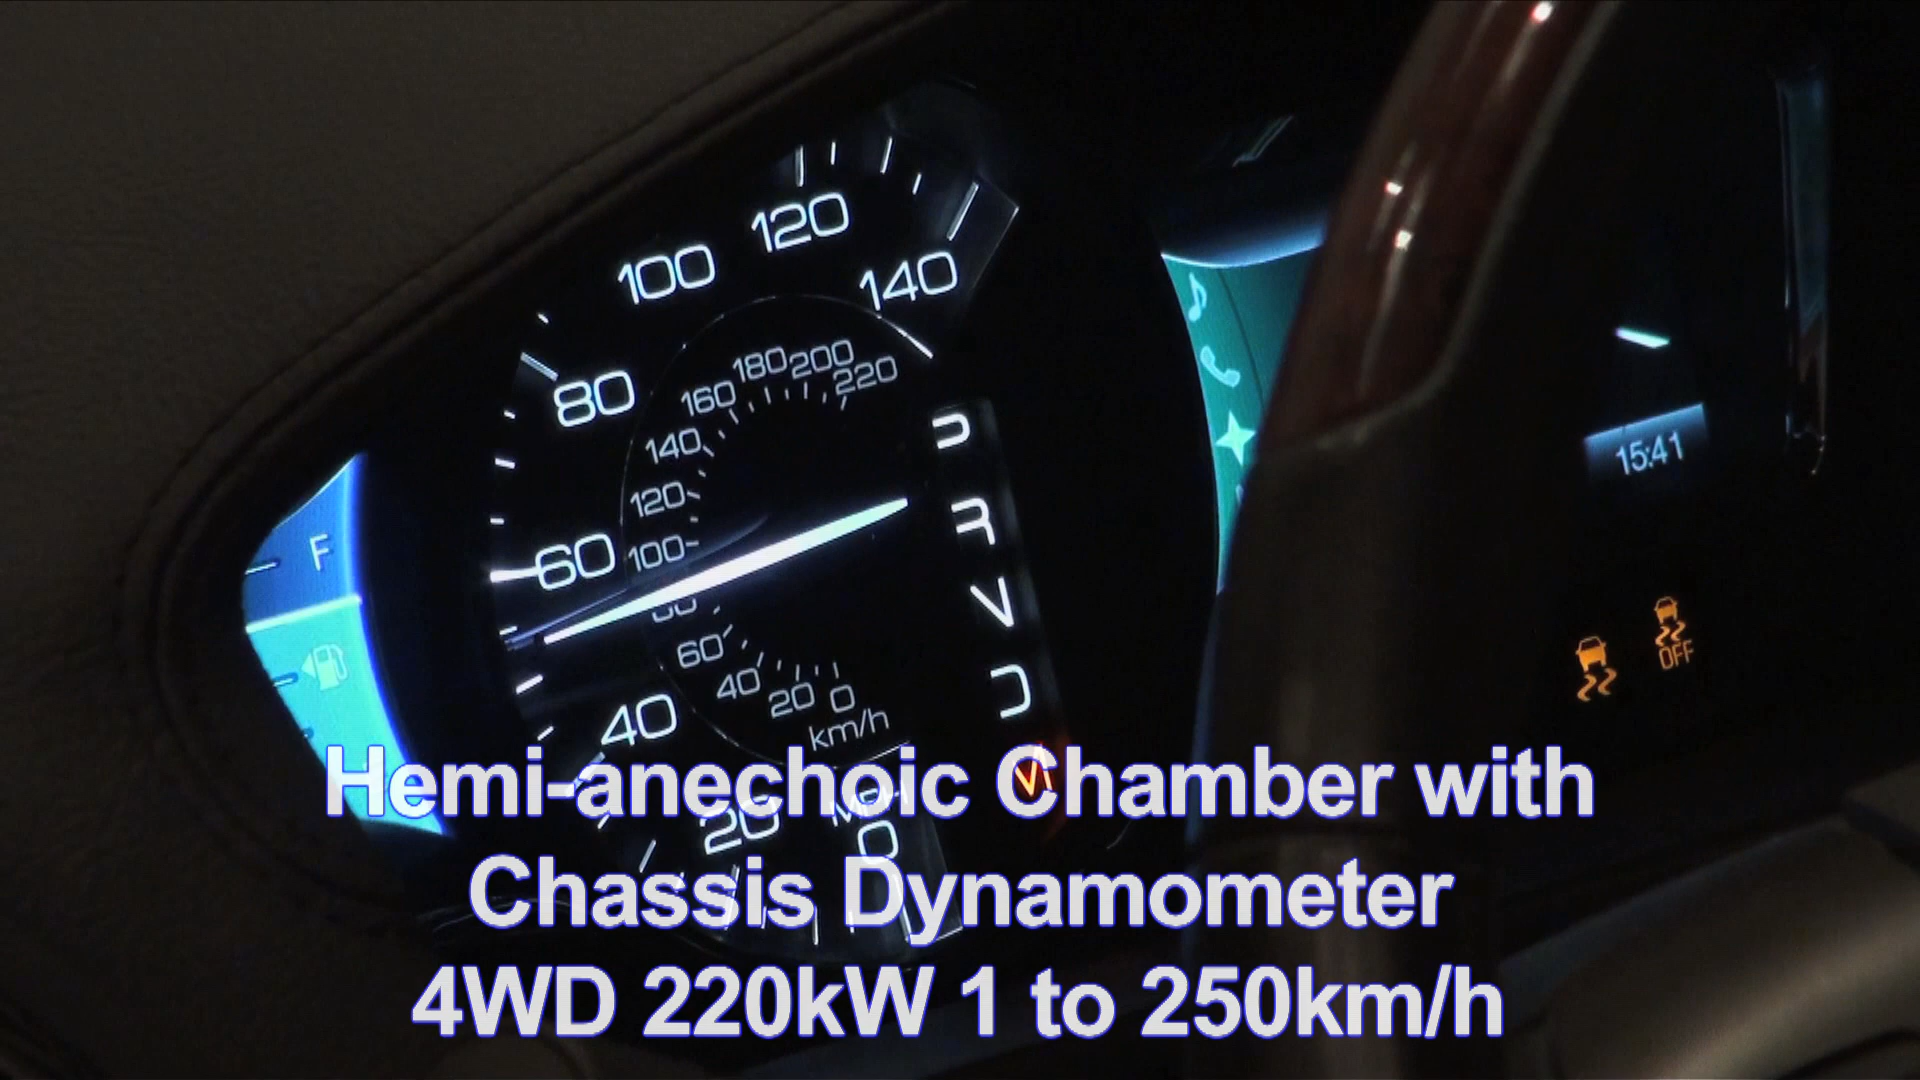 120
100
140
80
180 200
160
220
140
120
60
100
F
60
40
20
0
km/h
40
MPH
20
0
15:41
OFF
Hemi-anechoic Chamber with
Chassis Dynamometer
4WD 220kW 1 to 250km/h